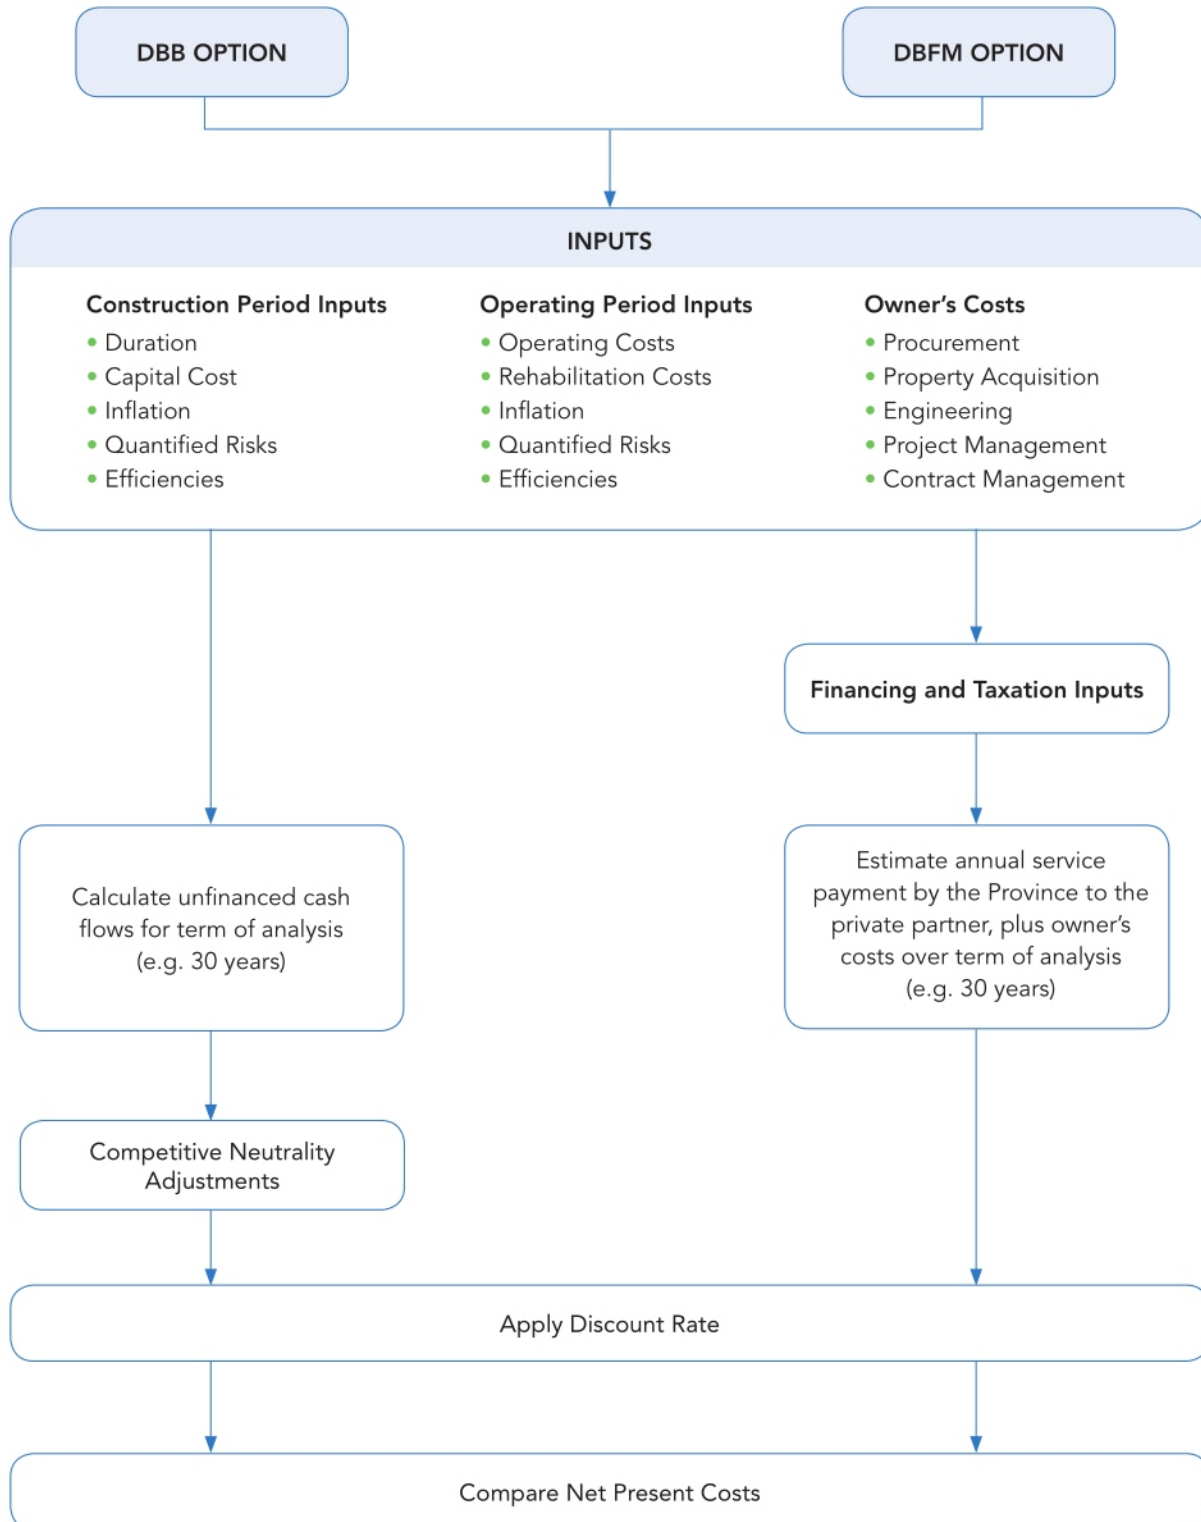 DBB OPTION
DBFM OPTION
INPUTS
Construction Period Inputs
• Duration
• Capital Cost
• Inflation
• Quantified Risks
• Efficiencies
Operating Period Inputs
• Operating Costs
• Rehabilitation Costs
• Inflation
• Quantified Risks
• Efficiencies
Owner’s Costs
• Procurement
• Property Acquisition
• Engineering
• Project Management
• Contract Management
Financing and Taxation Inputs
Calculate unfinanced cash
flows for term of analysis
(e.g. 30 years)
Estimate annual service
payment by the Province to the
private partner, plus owner’s
costs over term of analysis
(e.g. 30 years)
Competitive Neutrality
Adjustments
Apply Discount Rate
Compare Net Present Costs